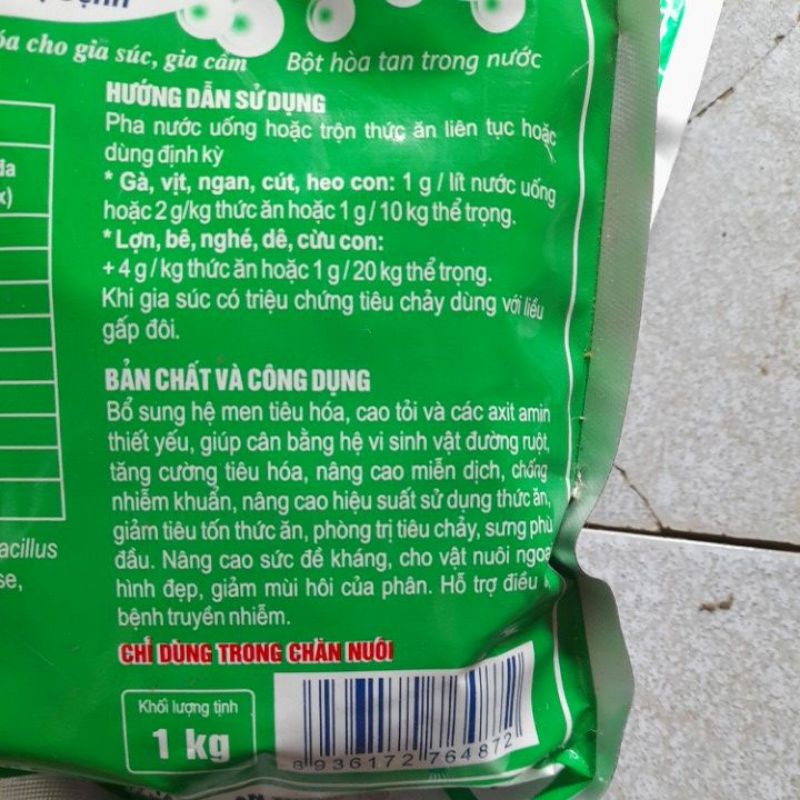 cho gia súc, gia cầm
Bột hòa tan trong nước
HƯỚNG DẪN SỬ DỤNG
Pha nước uống hoặc trộn thức ăn liên tục hoặc
dùng định kỳ
* Gà, vịt, ngan, cút, heo con: 1 g / lít nước uống
hoặc 2 g/kg thức ăn hoặc 1 g / 10 kg thể trọng.
* Lợn, bê, nghé, dê, cừu con:
+ 4 g / kg thức ăn hoặc 1 g / 20 kg thể trọng.
Khi gia súc có triệu chứng tiêu chảy dùng với liều
gấp đôi.
BẢN CHẤT VÀ CÔNG DỤNG
Bổ sung hệ men tiêu hóa, cao tỏi và các axit amin
thiết yếu, giúp cân bằng hệ vi sinh vật đường ruột,
tăng cường tiêu hóa, nâng cao miễn dịch, chống
nhiễm khuẩn, nâng cao hiệu suất sử dụng thức ăn,
giảm tiêu tốn thức ăn, phòng trị tiêu chảy, sưng phù
đầu. Nâng cao sức đề kháng, cho vật nuôi ngoạ
hình đẹp, giảm mùi hôi của phân. Hỗ trợ điều
bệnh truyền nhiễm.
CHỈ DÙNG TRONG CHĂN NUÔI
Khối lượng tịnh
1 kg
8 936172 764872
acillus
se,